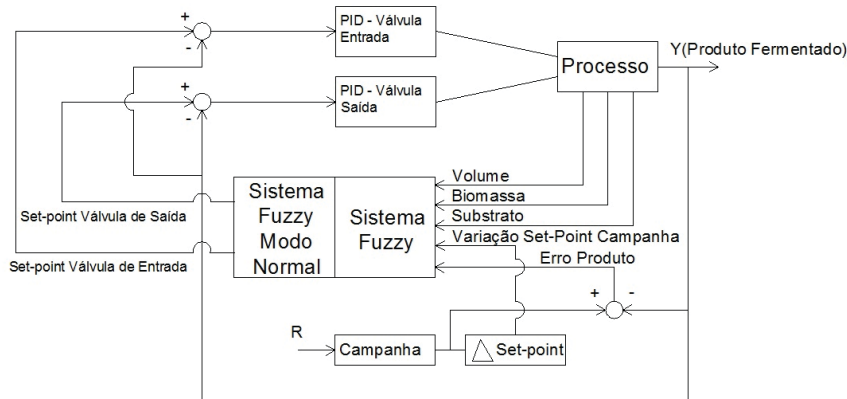 +
-
PID - Válvula
Entrada
+
-
PID - Válvula
Saída
Processo
Y(Produto Fermentado)
Sistema
Fuzzy
Modo
Normal
Sistema
Fuzzy
Volume
Biomassa
Substrato
Variação Set-Point Campanha
Erro Produto
Set-point Válvula de Saída
Set-point Válvula de Entrada
+
-
R
Campanha
△ Set-point